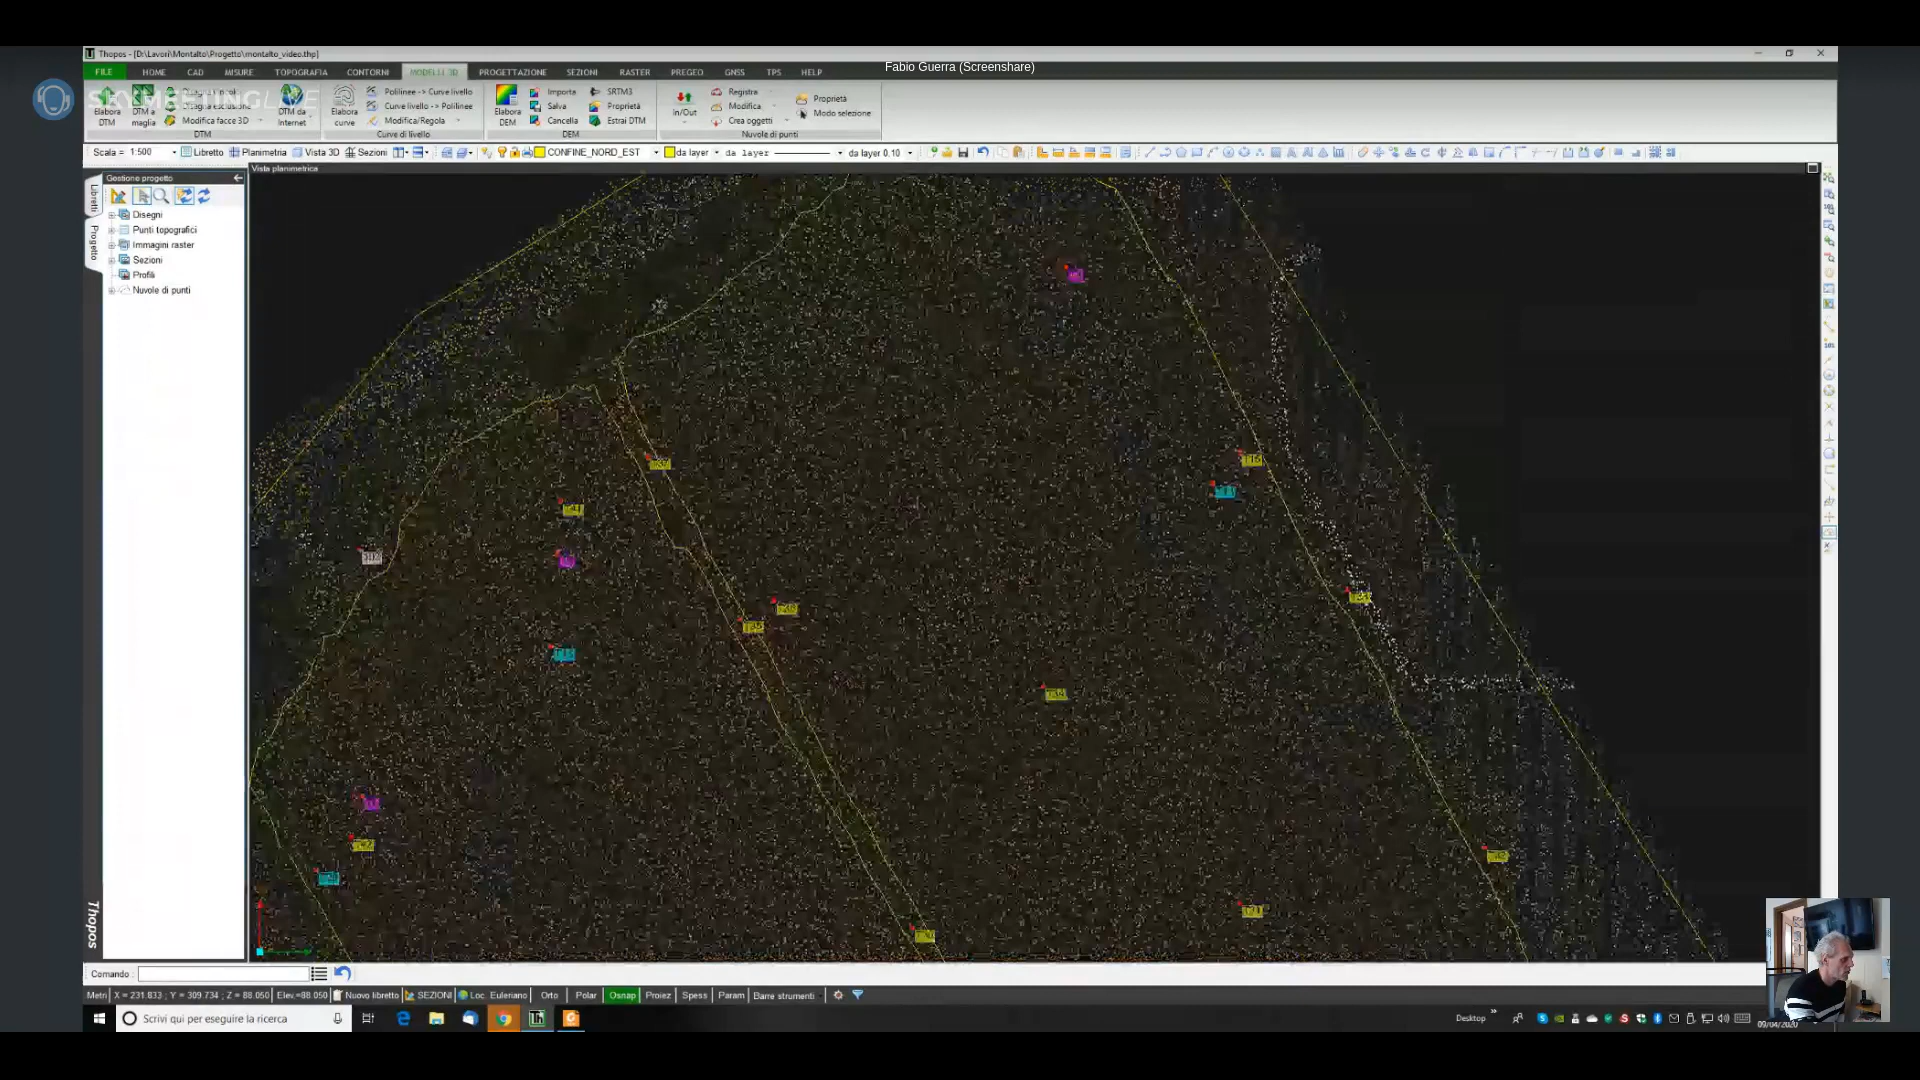 Thopos - [D:\Lavori\Montalto\Progetto\montalto_video.thp]
Fabio Guerra (Screenshare)
FILE HOME CAD MISURE TOPOGRAFIA CONTORNI MODELLI 3D PROGETTAZIONE SEZIONI RASTER PREGEO GNSS TPS HELP
SKYMEETINGLIVE
Polilinee -> Curve livello Importa SRTM3 Registra Proprietà
Elabora DTM DTM a maglia DTM da Internet Elabora curve Curve livello -> Polilinee Elabora DEM Salva Proprietà In/Out Modifica Modo selezione
Modifica facce 3D Modifica/Regola Cancella Estrai DTM Crea oggetti
DTM Curve di livello DEM Nuvole di punti
Scala = 1:500 Libretto Planimetria Vista 3D Sezioni CONFINE_NORD_EST da layer da layer da layer 0.10
Gestione progetto
Vista planimetrica
Libretti
Progetto
Disegni
Punti topografici
Immagini raster
Sezioni
Profili
Nuvole di punti
Thopos
Comando :
Metri X = 231.833 ; Y = 309.734 ; Z = 88.050 Elev.=88.050 Nuovo libretto SEZIONI Loc. Euleriano Orto Polar Osnap Proiez Spess Param Barre strumenti
Scrivi qui per eseguire la ricerca
Desktop
09/04/2020